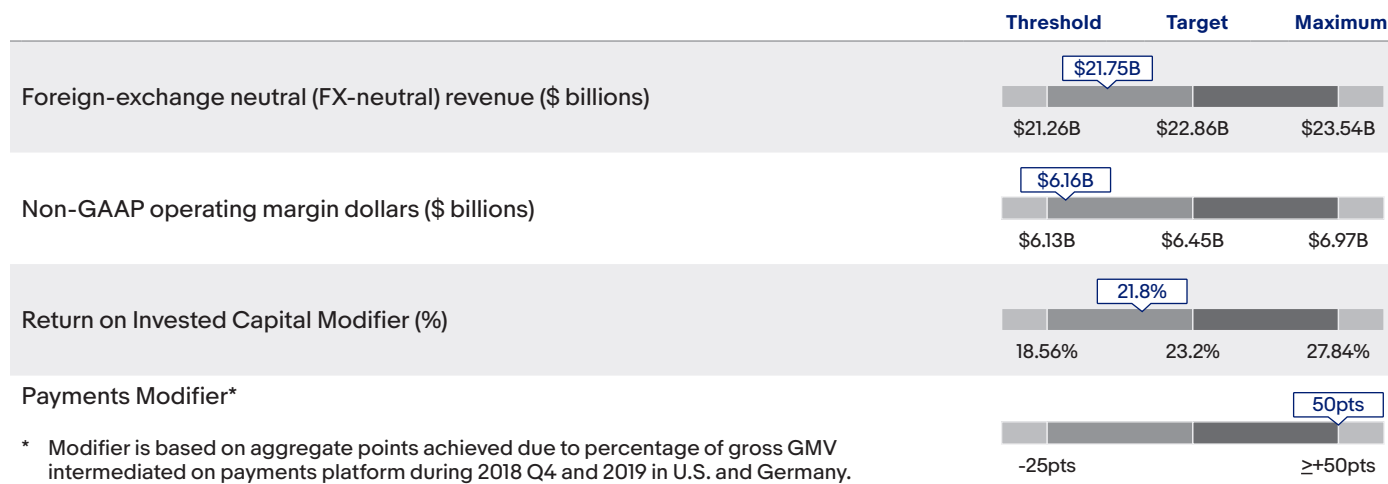 Threshold Target Maximum
$21.75B
Foreign-exchange neutral (FX-neutral) revenue ($ billions)
$21.26B $22.86B $23.54B
$6.16B
Non-GAAP operating margin dollars ($ billions)
$6.13B $6.45B $6.97B
21.8%
Return on Invested Capital Modifier (%)
18.56% 23.2% 27.84%
Payments Modifier*
50pts
* Modifier is based on aggregate points achieved due to percentage of gross GMV
intermediated on payments platform during 2018 Q4 and 2019 in U.S. and Germany.
-25pts ≥+50pts